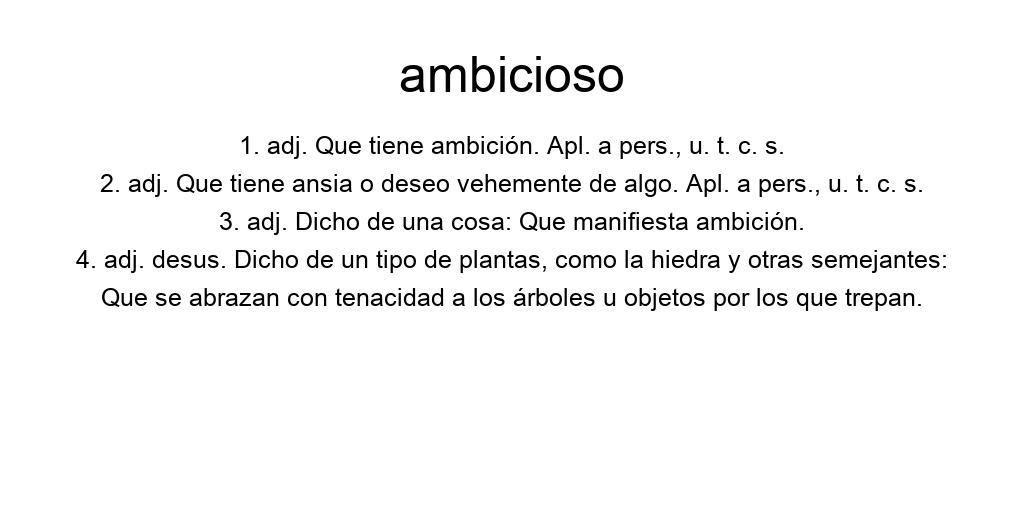 ambicioso
1. adj. Que tiene ambición. Apl. a pers., u. t. c. s.
2. adj. Que tiene ansia o deseo vehemente de algo. Apl. a pers., u. t. c. s.
3. adj. Dicho de una cosa: Que manifiesta ambición.
4. adj. desus. Dicho de un tipo de plantas, como la hiedra y otras semejantes:
Que se abrazan con tenacidad a los árboles u objetos por los que trepan.